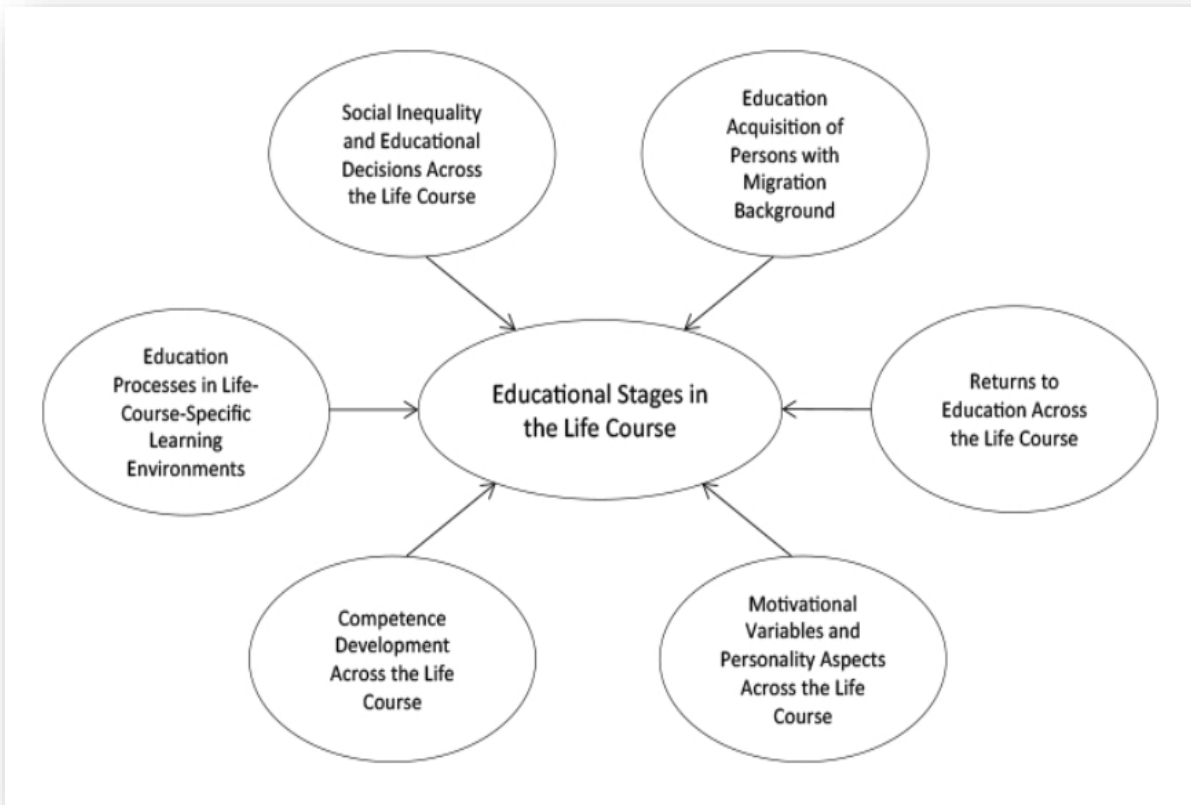 Social Inequality
and Educational
Decisions Across
the Life Course
Education
Acquisition of
Persons with
Migration
Background
Education
Processes in Life-
Course-Specific
Learning
Environments
Educational Stages in
the Life Course
Returns to
Education Across
the Life Course
Competence
Development
Across the Life
Course
Motivational
Variables and
Personality Aspects
Across the Life
Course